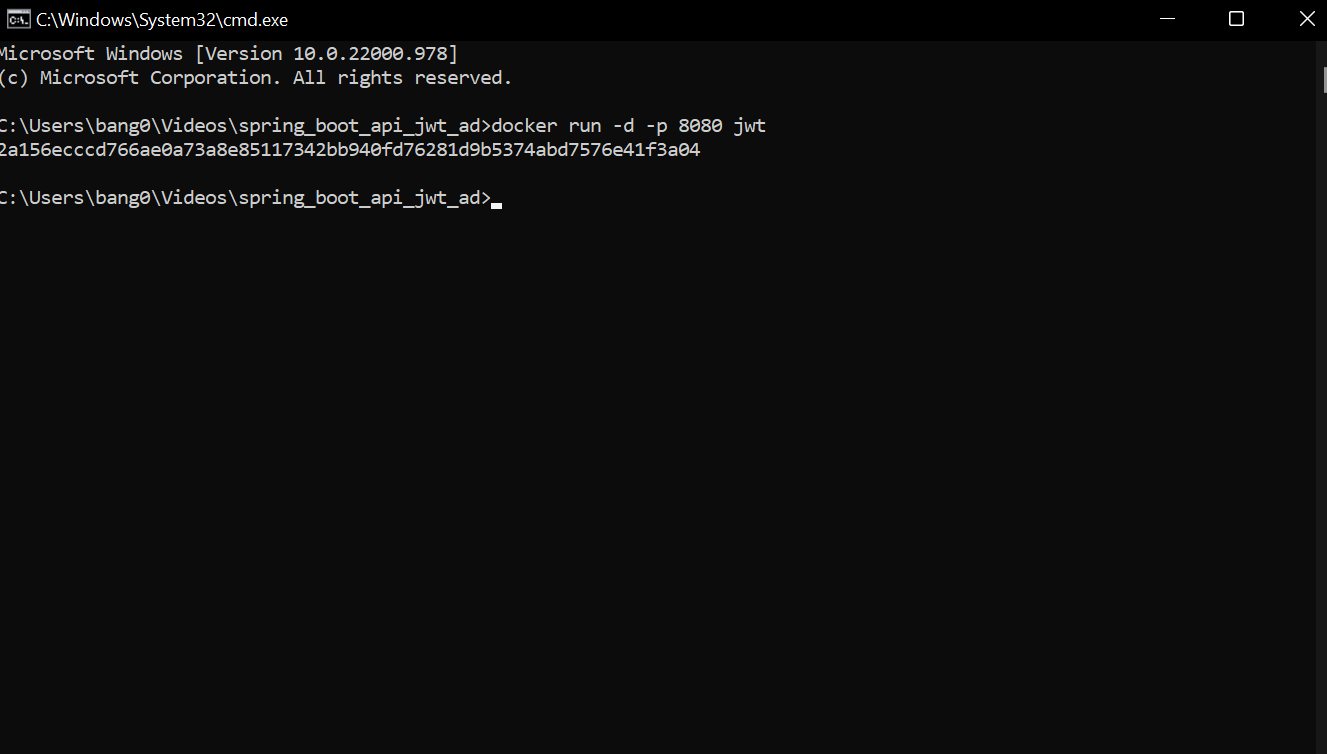 C:\Windows\System32\cmd.exe
Microsoft Windows [Version 10.0.22000.978]
(c) Microsoft Corporation. All rights reserved.
C:\Users\bang0\Videos\spring_boot_api_jwt_ad>docker run -d -p 8080 jwt
2a156ecccd766ae0a73a8e85117342bb940fd76281d9b5374abd7576e41f3a04
C:\Users\bang0\Videos\spring_boot_api_jwt_ad>